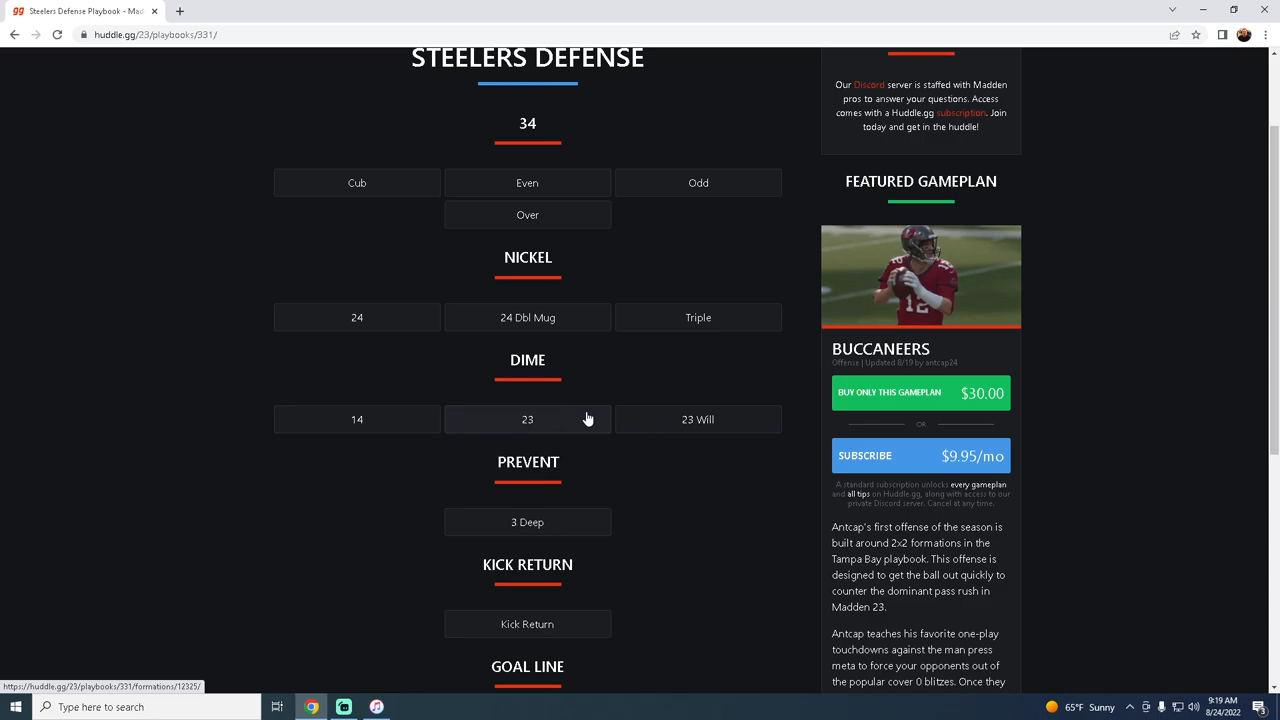 Steelers Defense Playbook - Mad
huddle.gg/23/playbooks/331/
STEELERS DEFENSE
34
Cub
Even
Odd
Over
NICKEL
24
24 Dbl Mug
Triple
DIME
14
23
23 Will
PREVENT
3 Deep
KICK RETURN
Kick Return
GOAL LINE
Our Discord server is staffed with Madden
pros to answer your questions. Access
comes with a Huddle.gg subscription. Join
today and get in the huddle!
FEATURED GAMEPLAN
12
BUCCANEERS
Offense | Updated 8/19 by antcap24
BUY ONLY THIS GAMEPLAN $30.00
OR
SUBSCRIBE $9.95/mo
A standard subscription unlocks every gameplan
and all tips on Huddle.gg, along with access to our
private Discord server. Cancel at any time.
Antcap's first offense of the season is
built around 2x2 formations in the
Tampa Bay playbook. This offense is
designed to get the ball out quickly to
counter the dominant pass rush in
Madden 23.
Antcap teaches his favorite one-play
touchdowns against the man press
meta to force your opponents out of
the popular cover 0 blitzes. Once they
https://huddle.gg/23/playbooks/331/formations/12325/
Type here to search
65°F Sunny
9:19 AM
8/24/2022
3